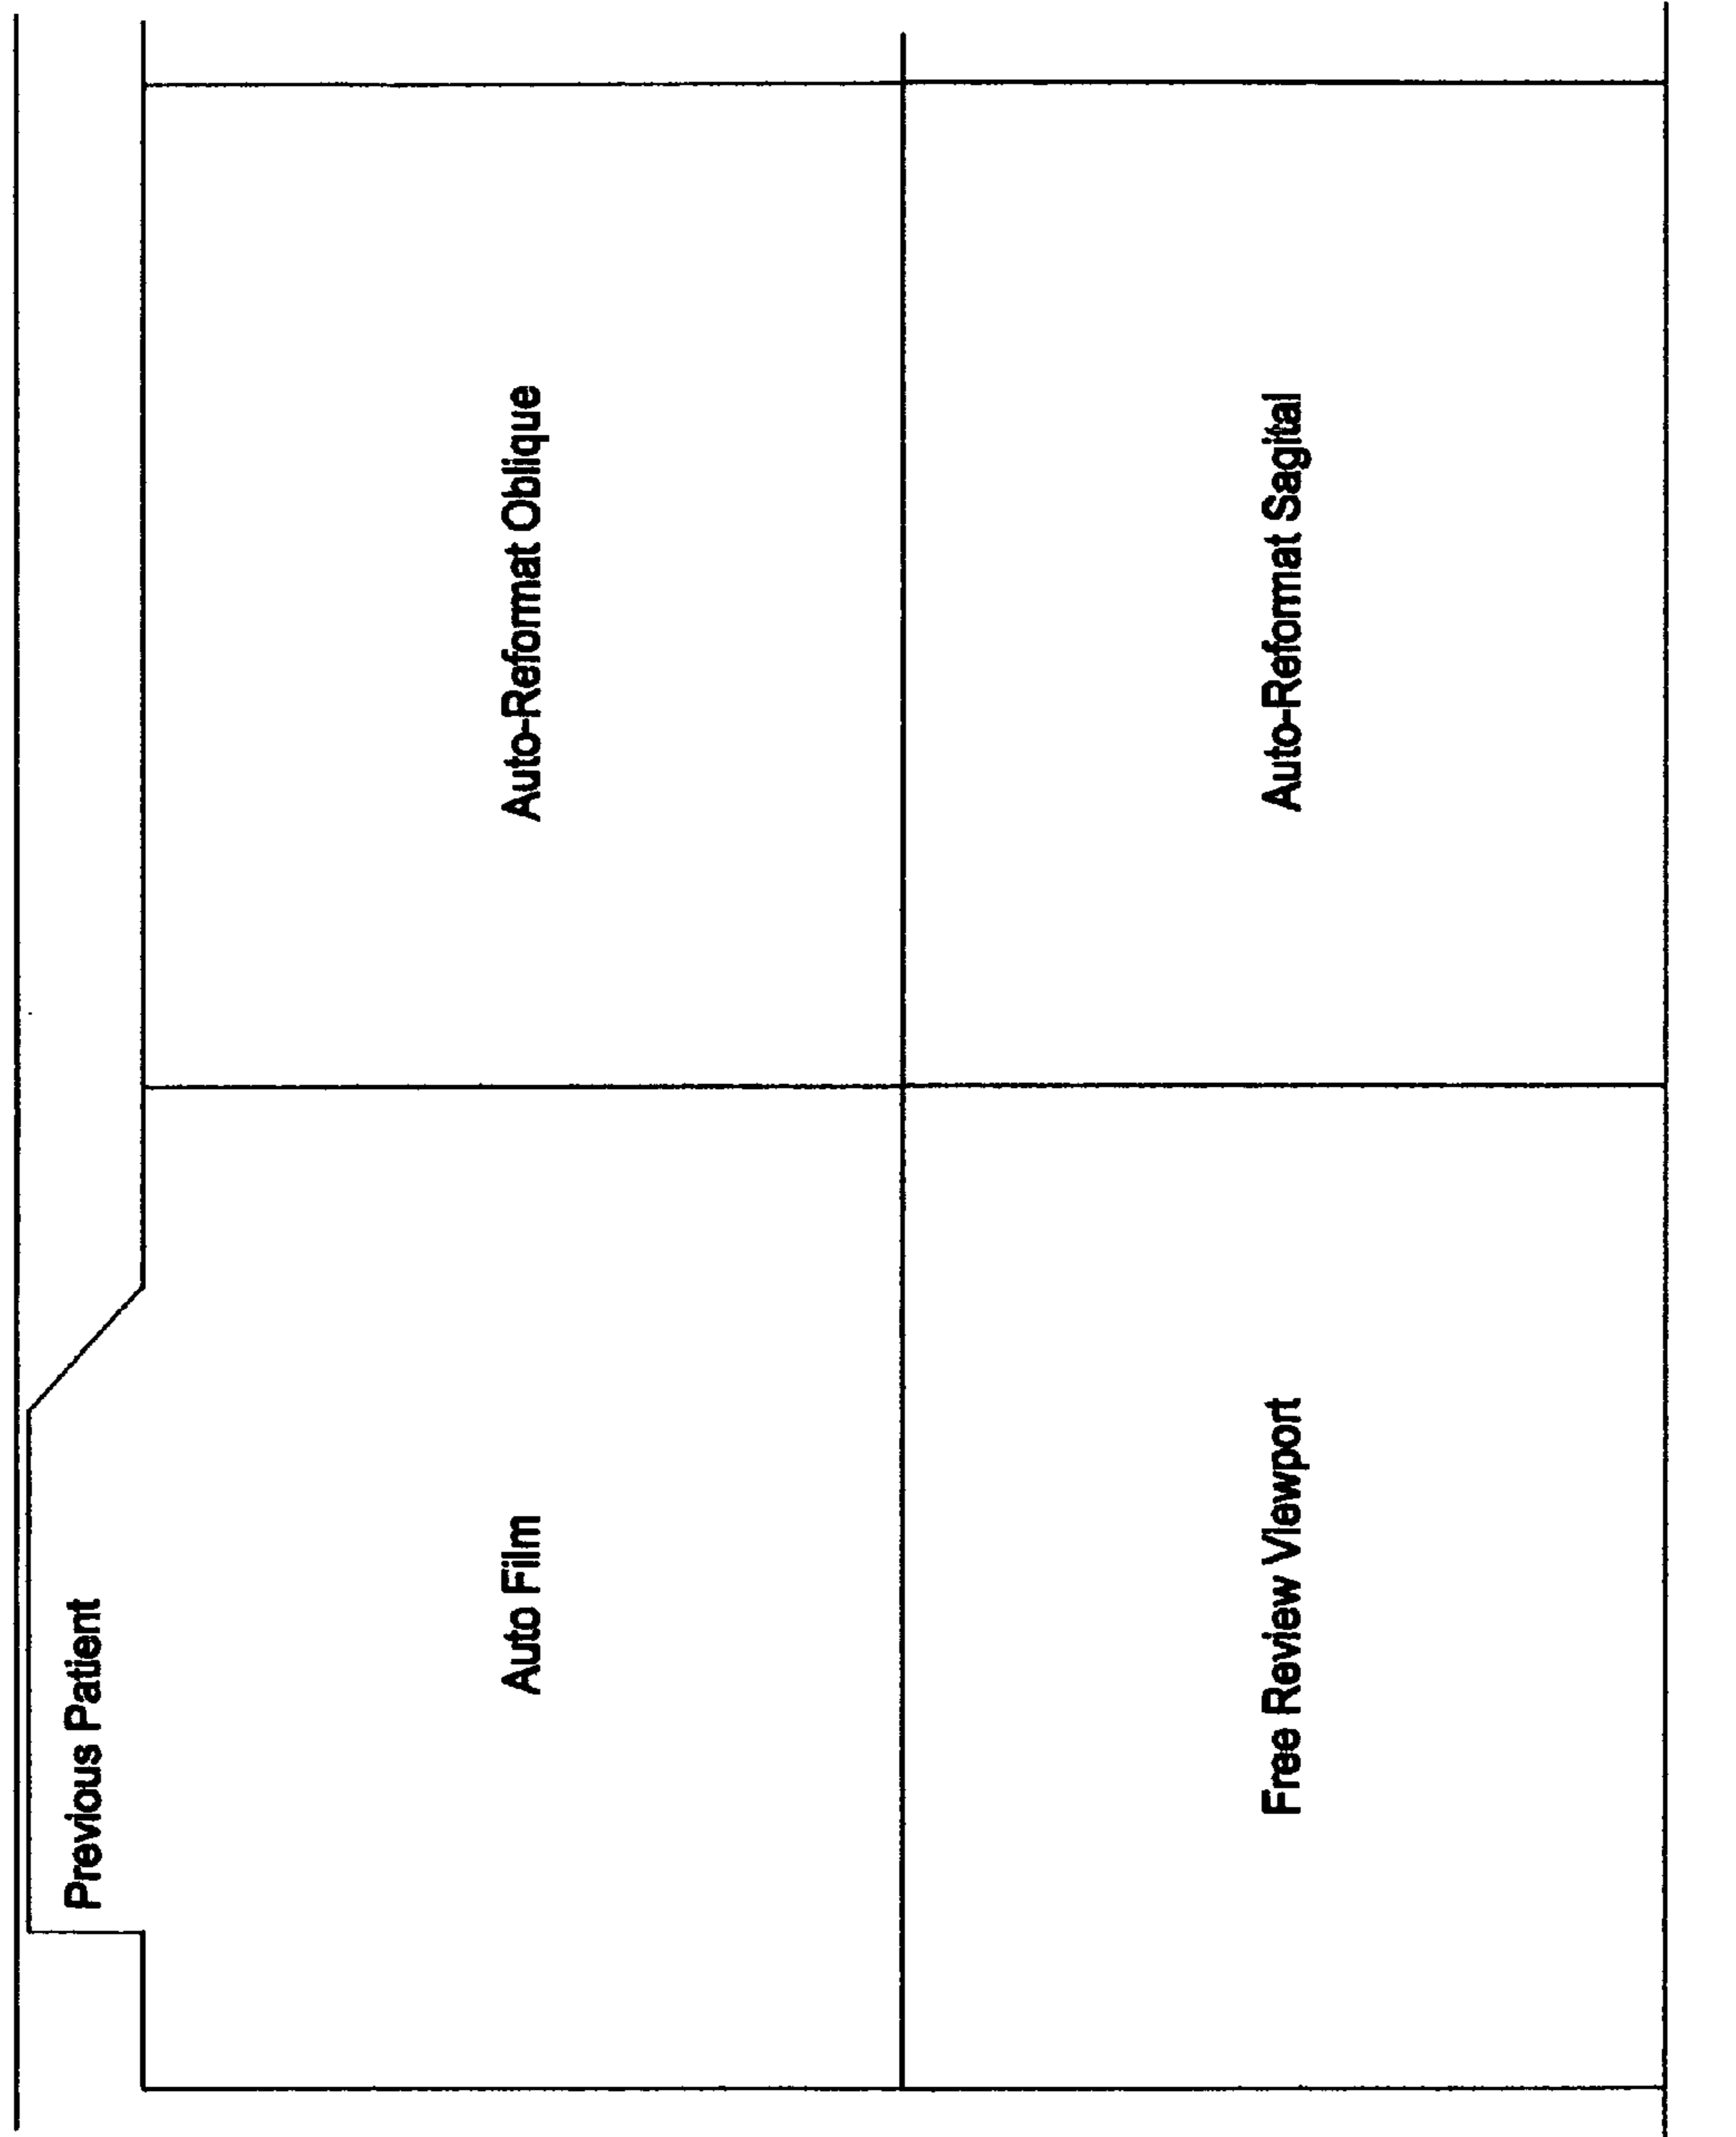 Previous Patient
Auto Film
Auto-Reformat Oblique
Free Review Viewport
Auto-Reformat Sagital